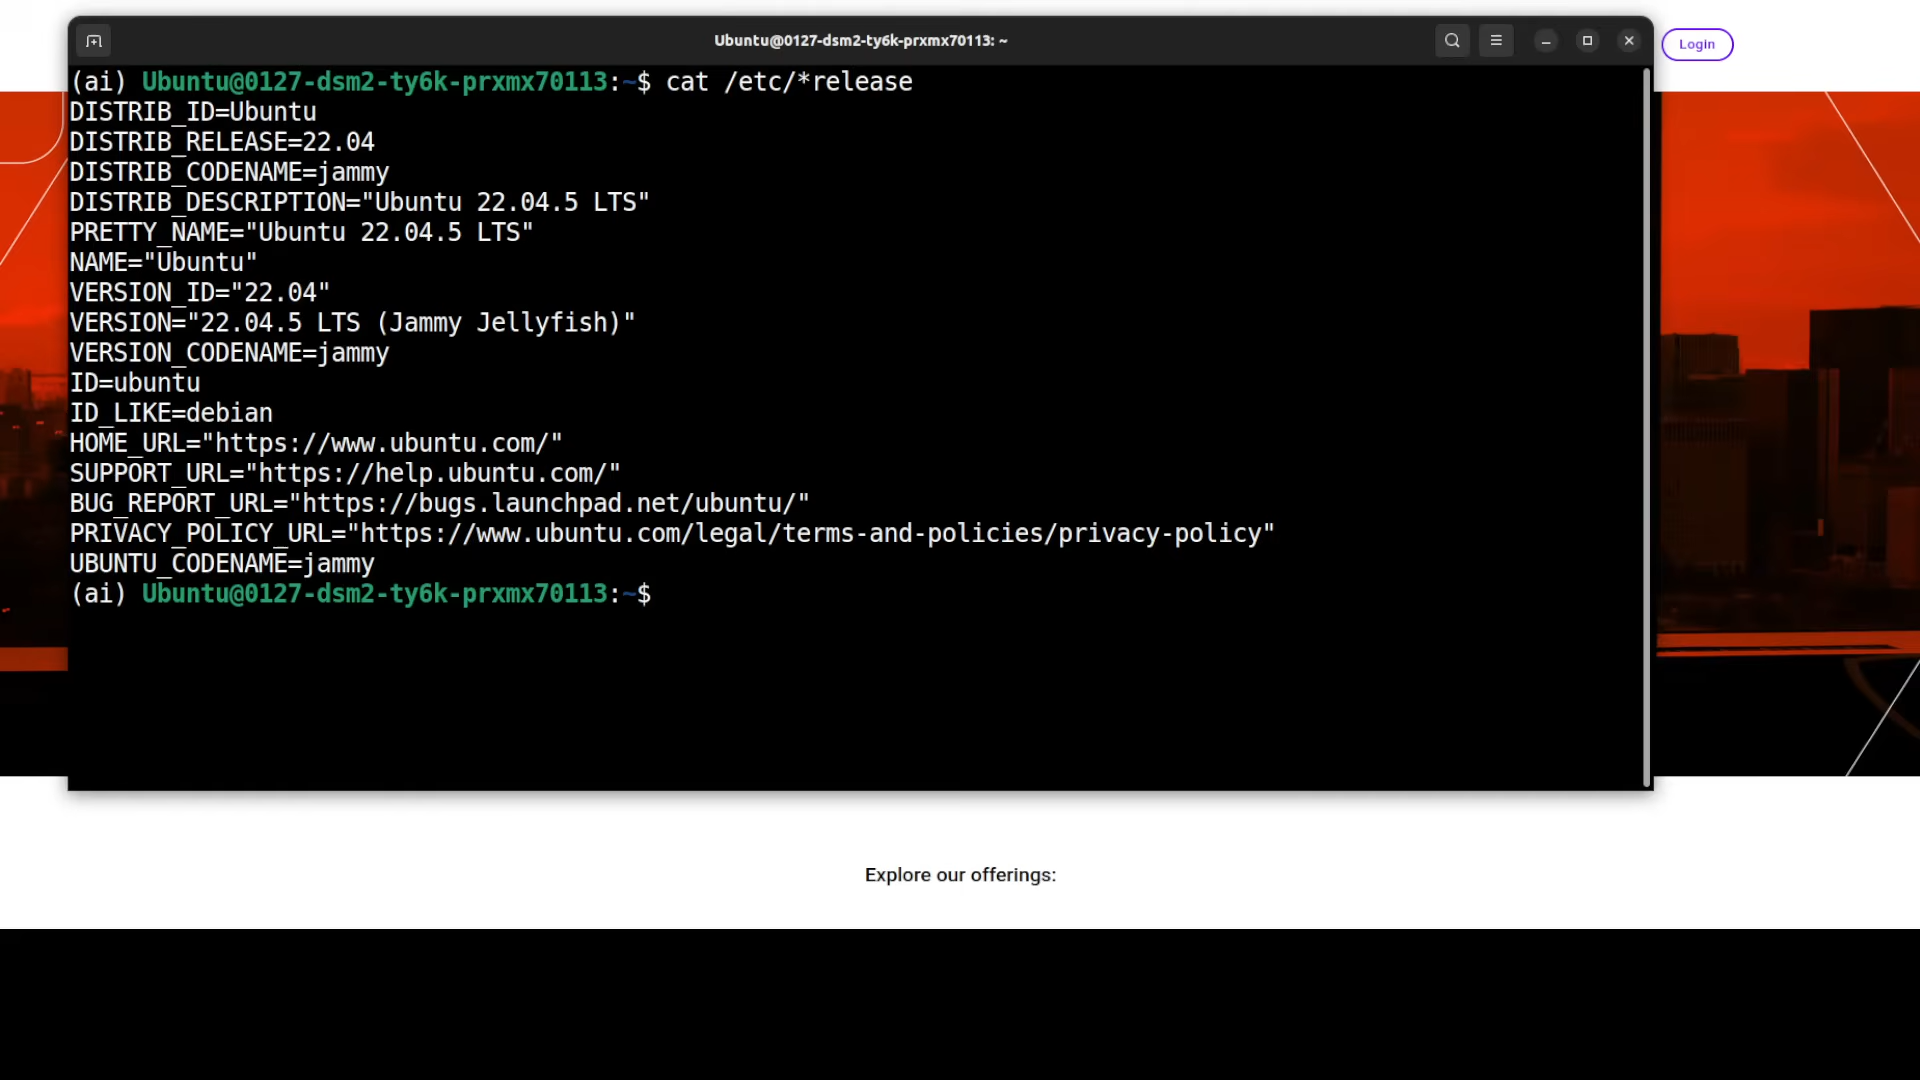 Ubuntu@0127-dsm2-ty6k-prxmx70113: ~
Login
(ai) Ubuntu@0127-dsm2-ty6k-prxmx70113:~$ cat /etc/*release
DISTRIB_ID=Ubuntu
DISTRIB_RELEASE=22.04
DISTRIB_CODENAME=jammy
DISTRIB_DESCRIPTION="Ubuntu 22.04.5 LTS"
PRETTY_NAME="Ubuntu 22.04.5 LTS"
NAME="Ubuntu"
VERSION_ID="22.04"
VERSION="22.04.5 LTS (Jammy Jellyfish)"
VERSION_CODENAME=jammy
ID=ubuntu
ID_LIKE=debian
HOME_URL="https://www.ubuntu.com/"
SUPPORT_URL="https://help.ubuntu.com/"
BUG_REPORT_URL="https://bugs.launchpad.net/ubuntu/"
PRIVACY_POLICY_URL="https://www.ubuntu.com/legal/terms-and-policies/privacy-policy"
UBUNTU_CODENAME=jammy
(ai) Ubuntu@0127-dsm2-ty6k-prxmx70113:~$
Explore our offerings: